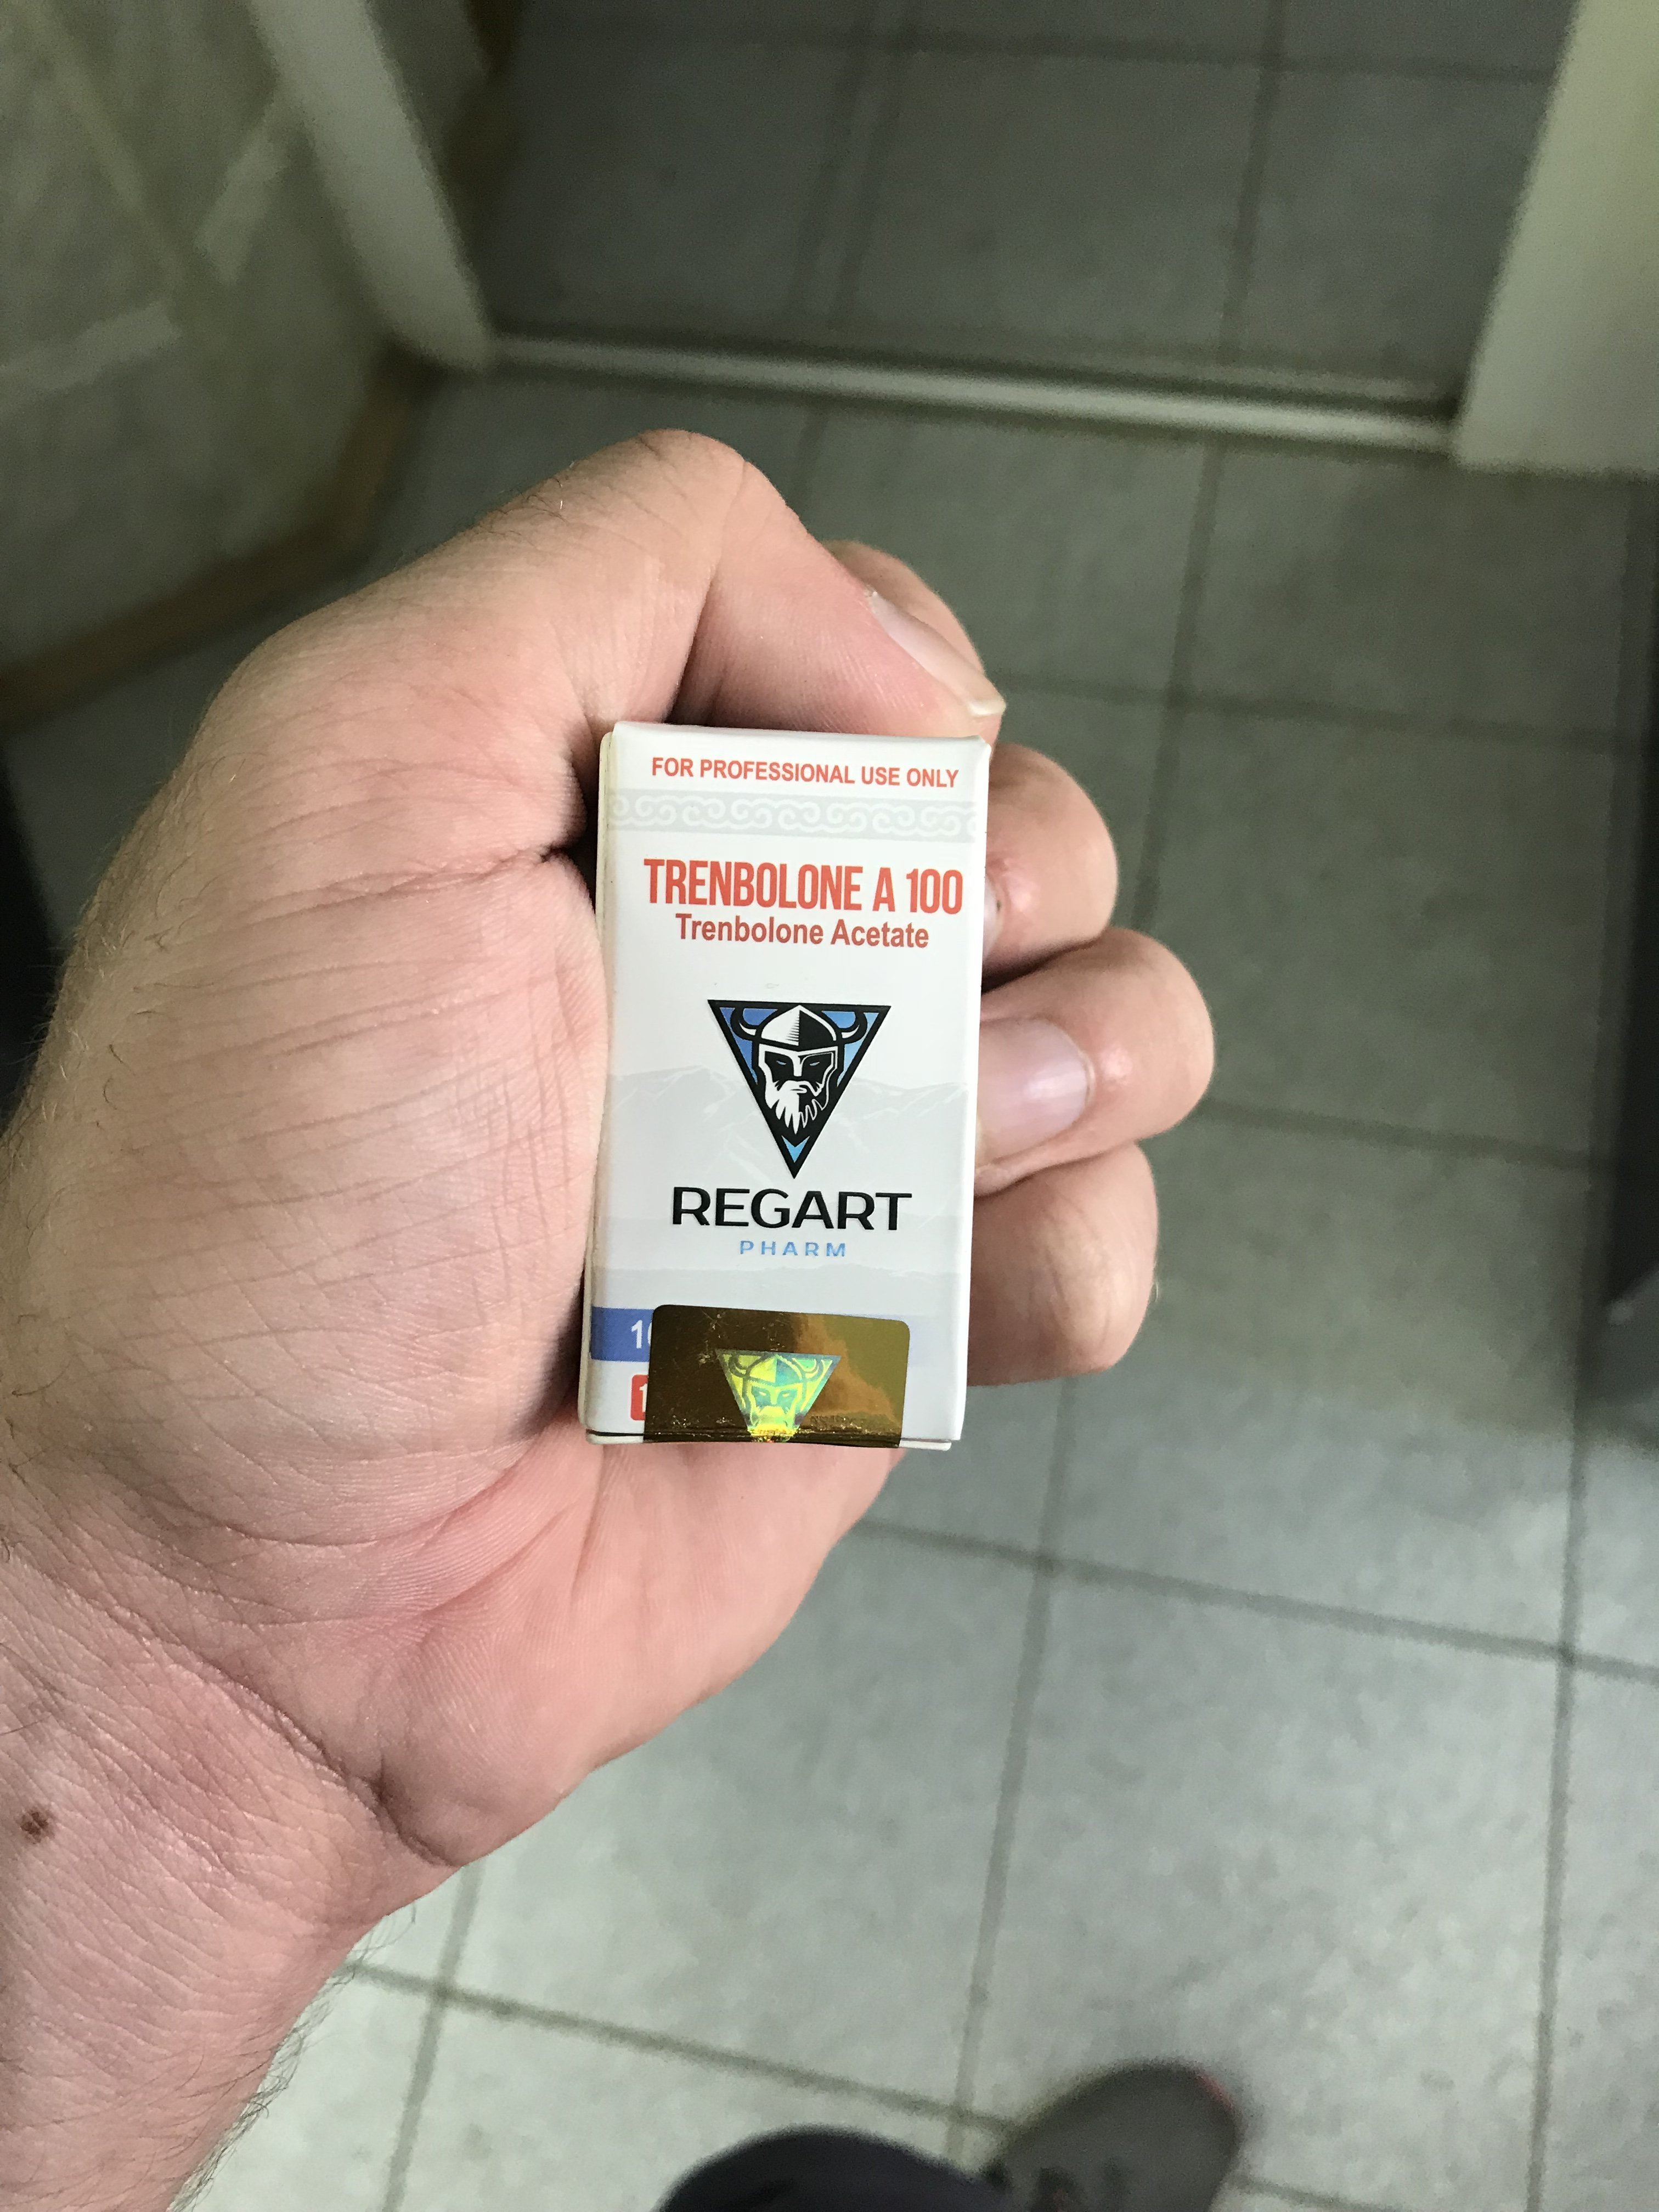 FOR PROFESSIONAL USE ONLY
TRENBOLONE A 100
Trenbolone Acetate
REGART
PHARM